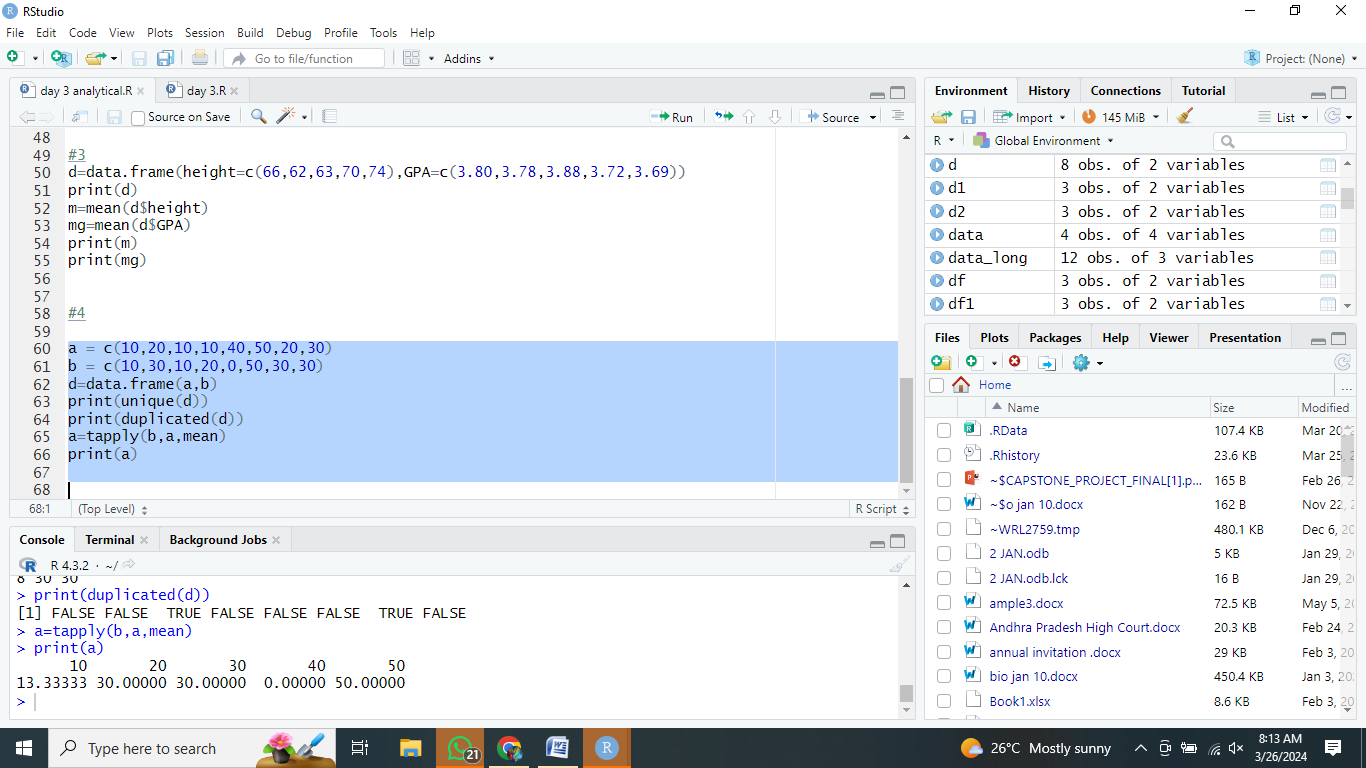 RStudio
File Edit Code View Plots Session Build Debug Profile Tools Help
Go to file/function Addins Project: (None)
day 3 analytical.R day 3.R
Source on Save Run Source
48
49 #3
50 d=data.frame(height=c(66,62,63,70,74),GPA=c(3.80,3.78,3.88,3.72,3.69))
51 print(d)
52 m=mean(d$height)
53 mg=mean(d$GPA)
54 print(m)
55 print(mg)
56
57
58 #4
59
60 a = c(10,20,10,10,40,50,20,30)
61 b = c(10,30,10,20,0,50,30,30)
62 d=data.frame(a,b)
63 print(unique(d))
64 print(duplicated(d))
65 a=tapply(b,a,mean)
66 print(a)
67
68
68:1 (Top Level) R Script
Console Terminal Background Jobs
R 4.3.2 · ~/
8 30 30
> print(duplicated(d))
[1] FALSE FALSE  TRUE FALSE FALSE FALSE  TRUE FALSE
> a=tapply(b,a,mean)
> print(a)
10 20 30 40 50
13.33333 30.00000 30.00000  0.00000 50.00000
>
Environment History Connections Tutorial
Import 145 MiB List
R Global Environment
d 8 obs. of 2 variables
d1 3 obs. of 2 variables
d2 3 obs. of 2 variables
data 4 obs. of 4 variables
data_long 12 obs. of 3 variables
df 3 obs. of 2 variables
df1 3 obs. of 2 variables
Files Plots Packages Help Viewer Presentation
Home ...
Name Size Modified
.RData 107.4 KB Mar 20, 2
.Rhistory 23.6 KB Mar 25, 2
~$CAPSTONE_PROJECT_FINAL[1].p... 165 B Feb 26, 2
~$o jan 10.docx 162 B Nov 22, 2
~WRL2759.tmp 480.1 KB Dec 6, 20
2 JAN.odb 5 KB Jan 29, 2
2 JAN.odb.lck 16 B Jan 29, 2
ample3.docx 72.5 KB May 5, 20
Andhra Pradesh High Court.docx 20.3 KB Feb 24, 2
annual invitation .docx 29 KB Feb 3, 20
bio jan 10.docx 450.4 KB Jan 3, 20
Book1.xlsx 8.6 KB Feb 3, 20
Type here to search 21 26°C Mostly sunny 8:13 AM
3/26/2024